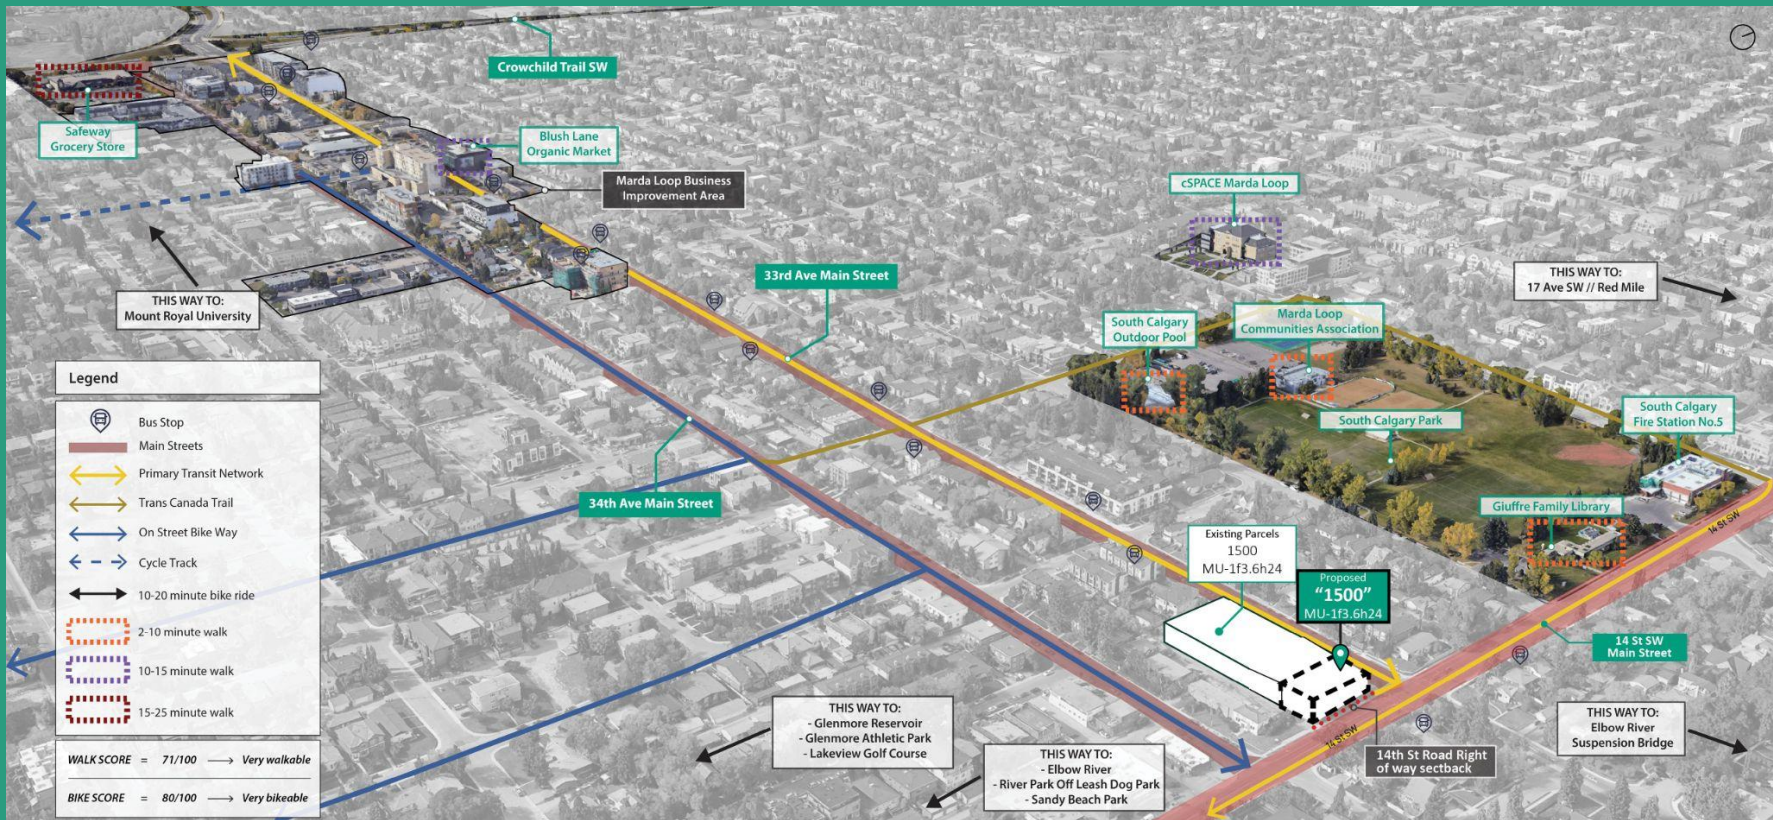 Crowchild Trail SW
Safeway
Grocery Store
Blush Lane
Organic Market
Marda Loop Business
Improvement Area
cSPACE Marda Loop
THIS WAY TO:
17 Ave SW // Red Mile
THIS WAY TO:
Mount Royal University
33rd Ave Main Street
South Calgary
Outdoor Pool
Marda Loop
Communities Association
South Calgary Park
South Calgary
Fire Station No.5
Giuffre Family Library
34th Ave Main Street
14 St SW
Existing Parcels
1500
MU-1f3.6h24
Proposed
"1500"
MU-1f3.6h24
14 St SW
Main Street
14 St SW
14th St Road Right
of way sectback
THIS WAY TO:
Elbow River
Suspension Bridge
THIS WAY TO:
- Glenmore Reservoir
- Glenmore Athletic Park
- Lakeview Golf Course
THIS WAY TO:
- Elbow River
- River Park Off Leash Dog Park
- Sandy Beach Park
Legend
Bus Stop
Main Streets
Primary Transit Network
Trans Canada Trail
On Street Bike Way
Cycle Track
10-20 minute bike ride
2-10 minute walk
10-15 minute walk
15-25 minute walk
WALK SCORE = 71/100 → Very walkable
BIKE SCORE = 80/100 → Very bikeable